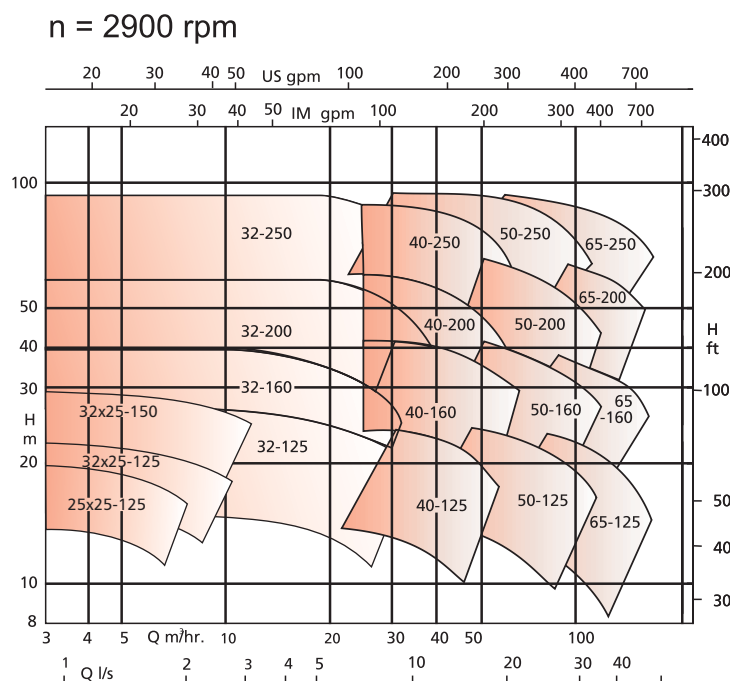 n = 2900 rpm
20 30 40 50 US gpm 100 200 300 400 700
20 30 40 50 IM gpm 100 200 300 400 700
400
100
300
32-250
40-250
50-250
65-250
200
65-200
50
32-200
40-200
50-200
H
ft
40
30
32-160
100
32x25-150
40-160
50-160
65
-160
H
m
32-125
20
32x25-125
25x25-125
40-125
50-125
65-125
50
40
10
30
8
3 4 5 Q m³/hr. 10 20 30 40 50 100
1 Q l/s 2 3 4 5 10 20 30 40